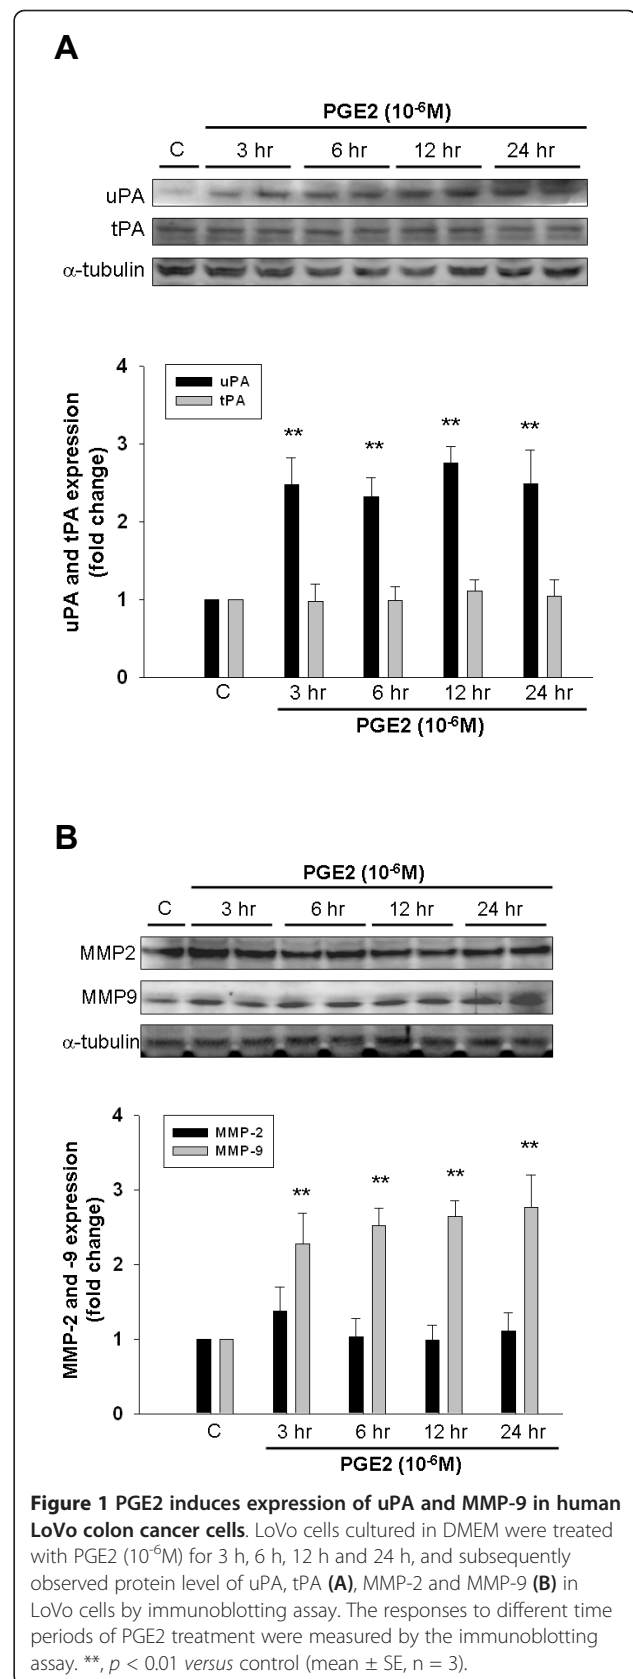 A
PGE2 (10⁻⁶M)
C 3 hr 6 hr 12 hr 24 hr
uPA
tPA
α-tubulin
4
3
2
1
0
uPA and tPA expression
(fold change)
uPA
tPA
** ** ** **
C 3 hr 6 hr 12 hr 24 hr
PGE2 (10⁻⁶M)
B
PGE2 (10⁻⁶M)
C 3 hr 6 hr 12 hr 24 hr
MMP2
MMP9
α-tubulin
4
3
2
1
0
MMP-2 and -9 expression
(fold change)
MMP-2
MMP-9
** ** ** **
C 3 hr 6 hr 12 hr 24 hr
PGE2 (10⁻⁶M)
Figure 1 PGE2 induces expression of uPA and MMP-9 in human
LoVo colon cancer cells. LoVo cells cultured in DMEM were treated
with PGE2 (10⁻⁶M) for 3 h, 6 h, 12 h and 24 h, and subsequently
observed protein level of uPA, tPA (A), MMP-2 and MMP-9 (B) in
LoVo cells by immunoblotting assay. The responses to different time
periods of PGE2 treatment were measured by the immunoblotting
assay. **, p < 0.01 versus control (mean ± SE, n = 3).